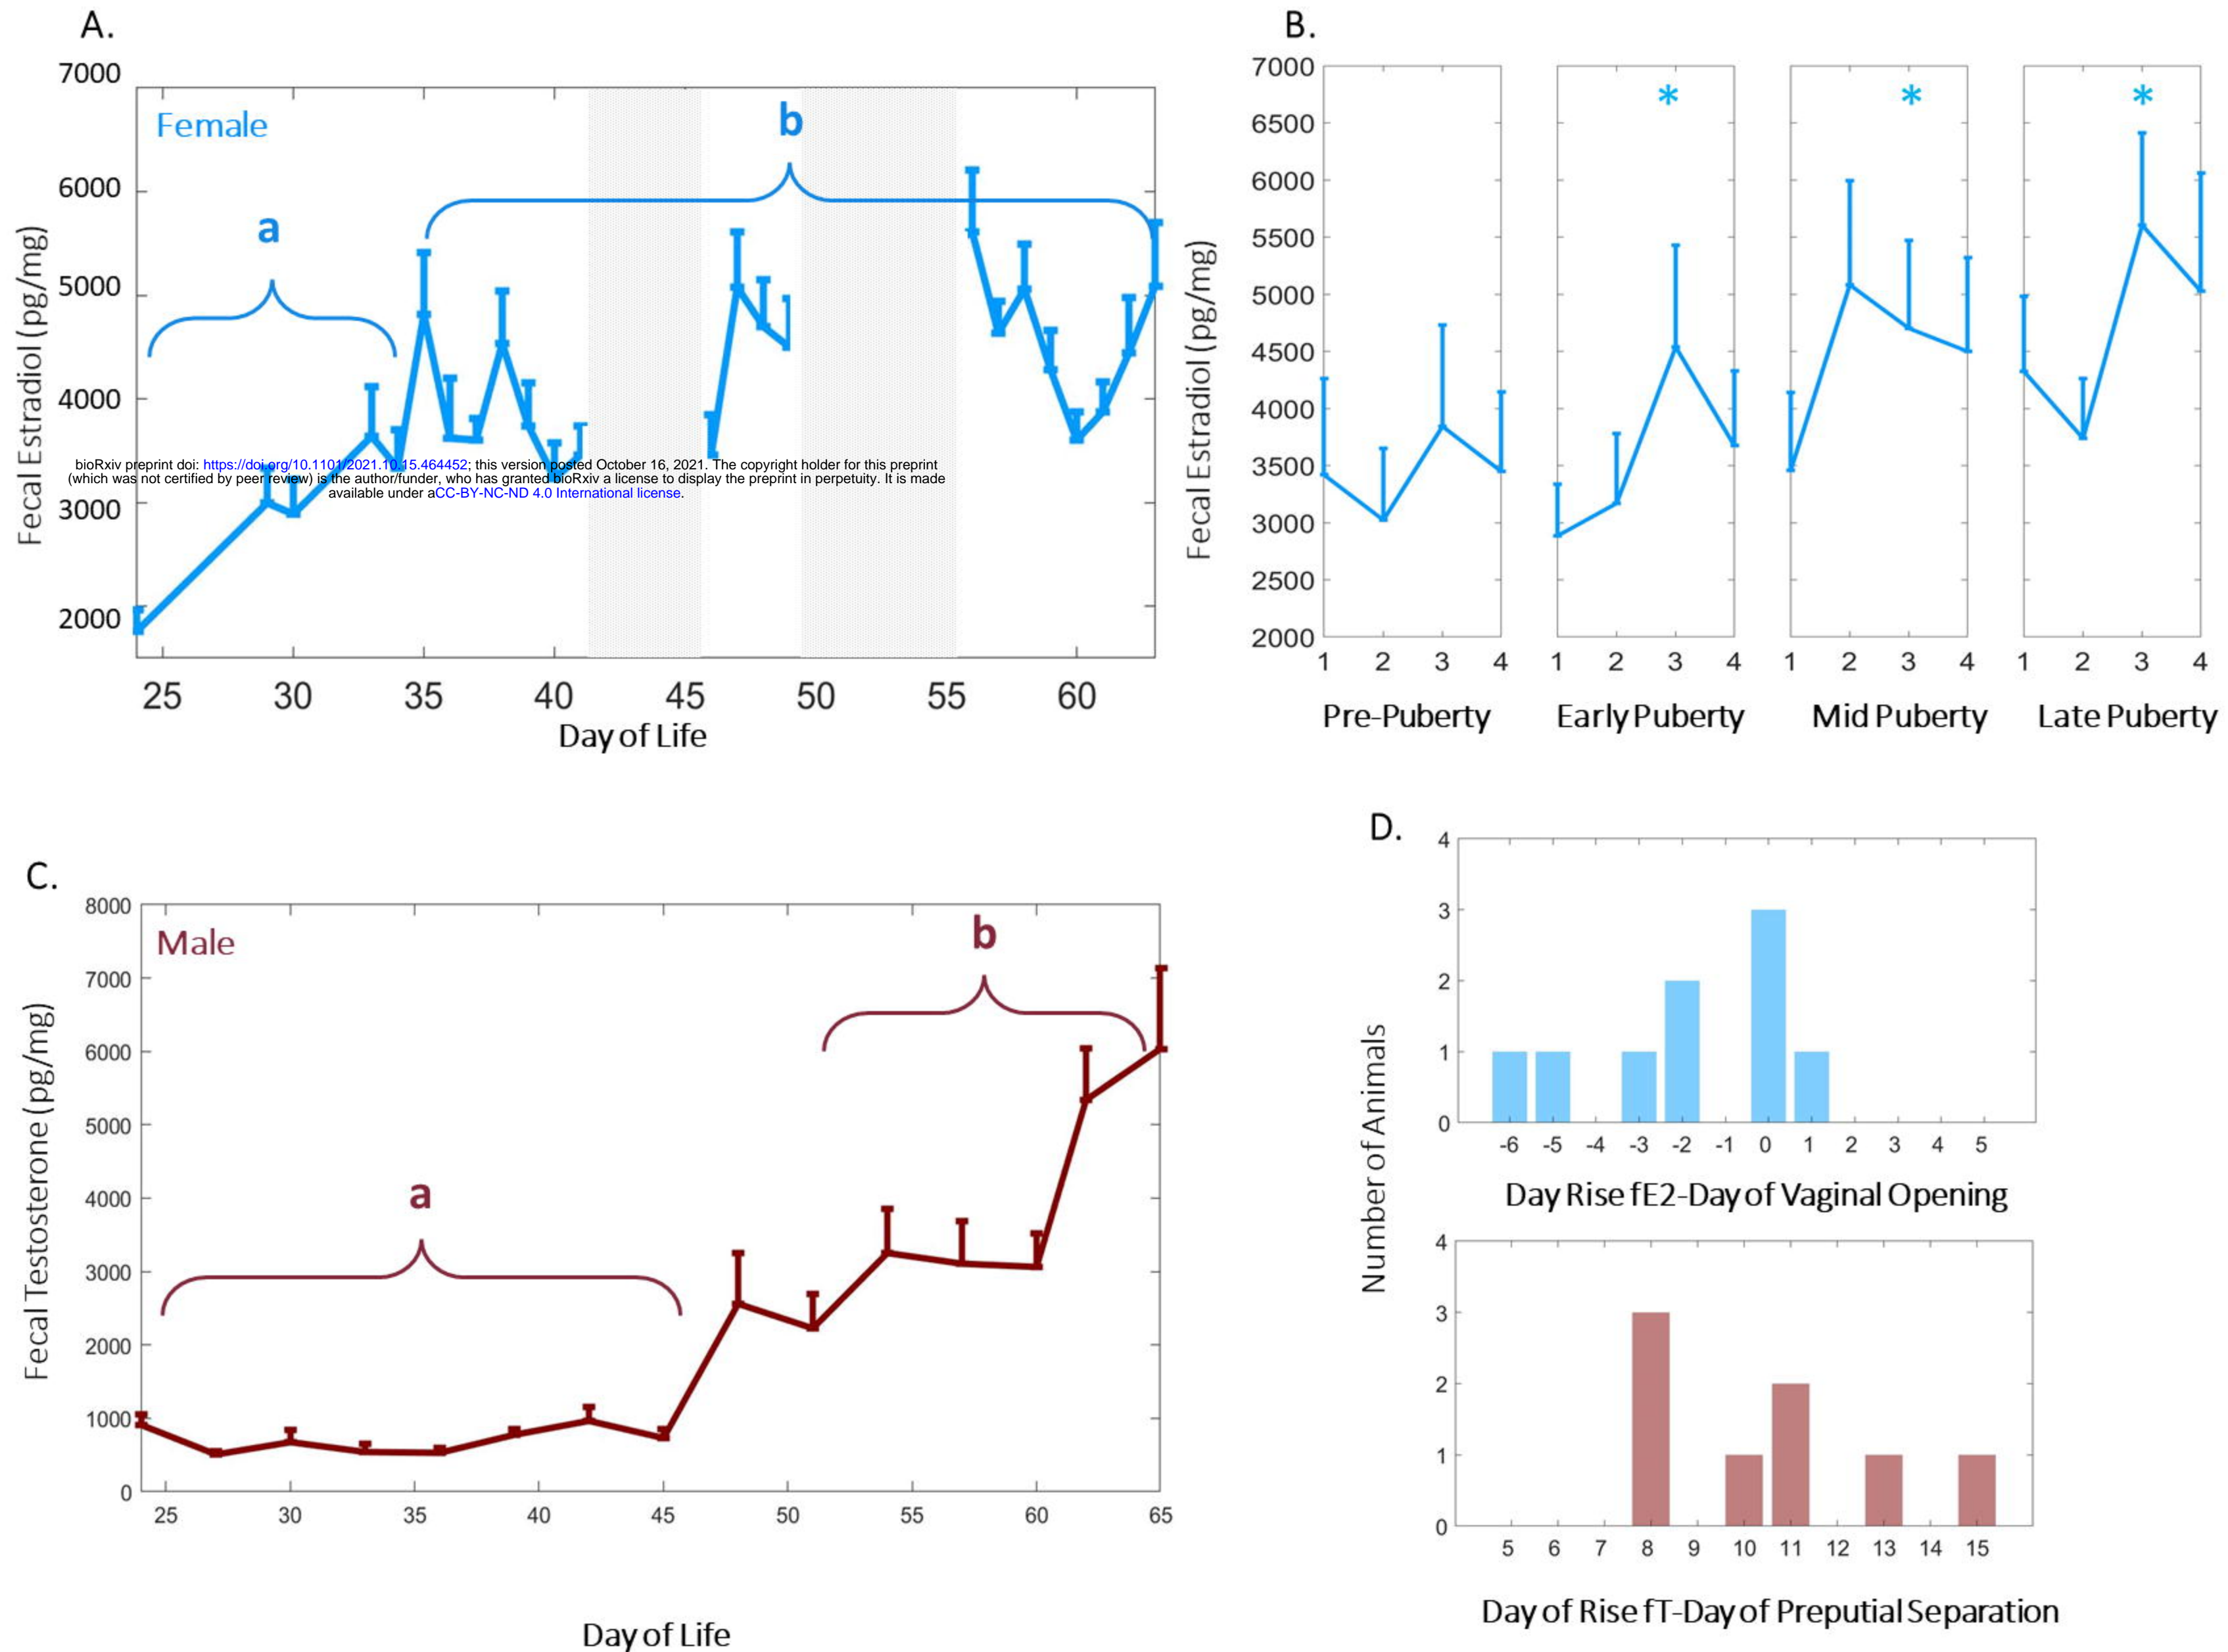 A.
7000
6000
5000
4000
3000
2000
Fecal Estradiol (pg/mg)
Female
a
b
bioRxiv preprint doi: https://doi.org/10.1101/2021.10.15.464452; this version posted October 16, 2021. The copyright holder for this preprint
(which was not certified by peer review) is the author/funder, who has granted bioRxiv a license to display the preprint in perpetuity. It is made
available under aCC-BY-NC-ND 4.0 International license.
25 30 35 40 45 50 55 60
Day of Life
B.
7000
6500
6000
5500
5000
4500
4000
3500
3000
2500
2000
Fecal Estradiol (pg/mg)
* * *
1 2 3 4 1 2 3 4 1 2 3 4 1 2 3 4
Pre-Puberty Early Puberty Mid Puberty Late Puberty
C.
8000
7000
6000
5000
4000
3000
2000
1000
0
Fecal Testosterone (pg/mg)
Male
a
b
25 30 35 40 45 50 55 60 65
Day of Life
D.
Number of Animals
4
3
2
1
0
-6 -5 -4 -3 -2 -1 0 1 2 3 4 5
Day Rise fE2-Day of Vaginal Opening
4
3
2
1
0
5 6 7 8 9 10 11 12 13 14 15
Day of Rise fT-Day of Preputial Separation